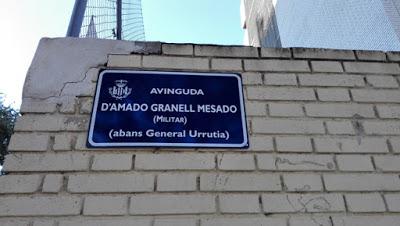 AVINGUDA
D'AMADO GRANELL MESADO
(MILITAR)
(abans General Urrutia)